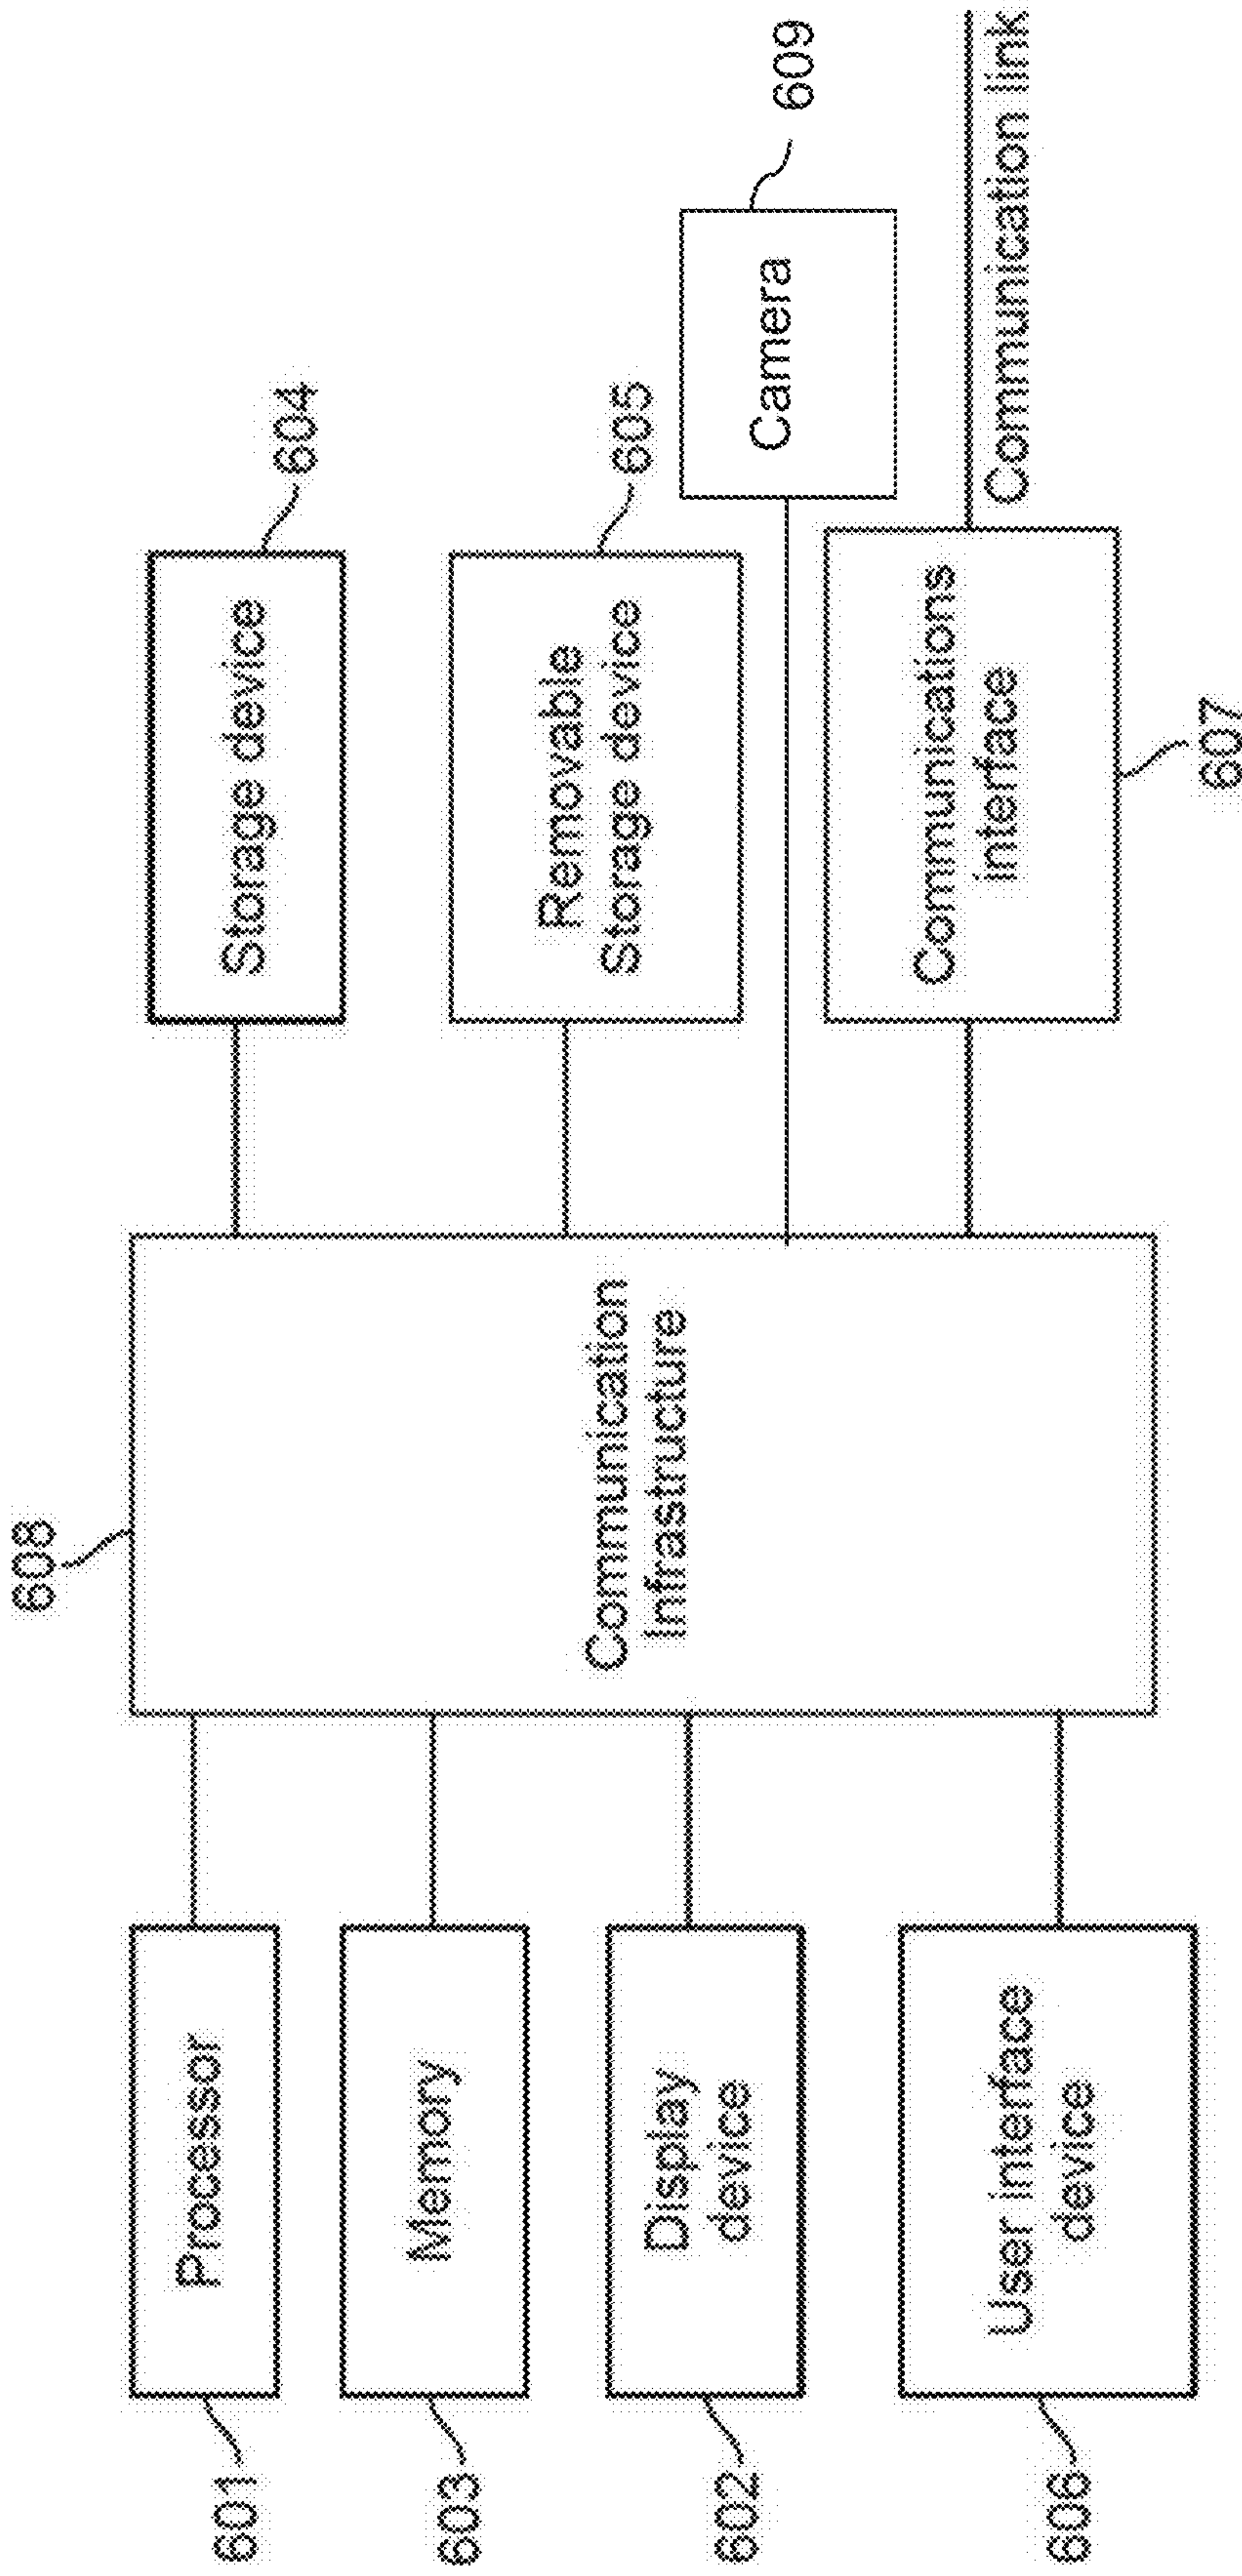 608
601
Processor
603
Memory
602
Display
device
606
User interface
device
Communication
Infrastructure
Storage device
604
Removable
Storage device
605
Camera
609
Communications
interface
607
Communication link